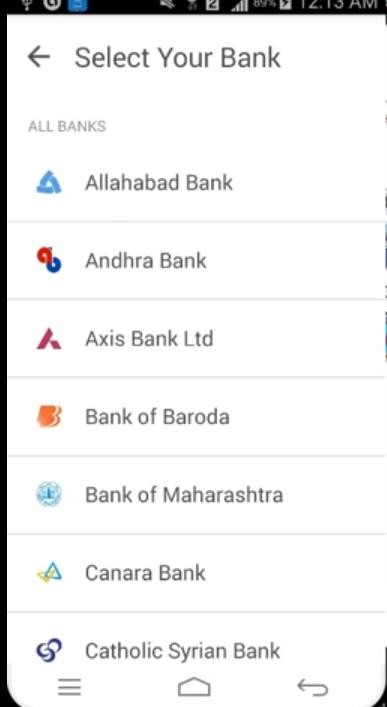 89% 12:13 AM
Select Your Bank
ALL BANKS
Allahabad Bank
Andhra Bank
Axis Bank Ltd
Bank of Baroda
Bank of Maharashtra
Canara Bank
Catholic Syrian Bank